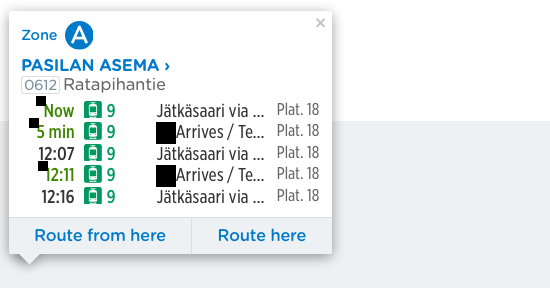 Zone A ×
PASILAN ASEMA ›
0612 Ratapihantie
Now 9 Jätkäsaari via ... Plat. 18
5 min 9 Arrives / Te... Plat. 18
12:07 9 Jätkäsaari via ... Plat. 18
12:11 9 Arrives / Te... Plat. 18
12:16 9 Jätkäsaari via ... Plat. 18
Route from here Route here